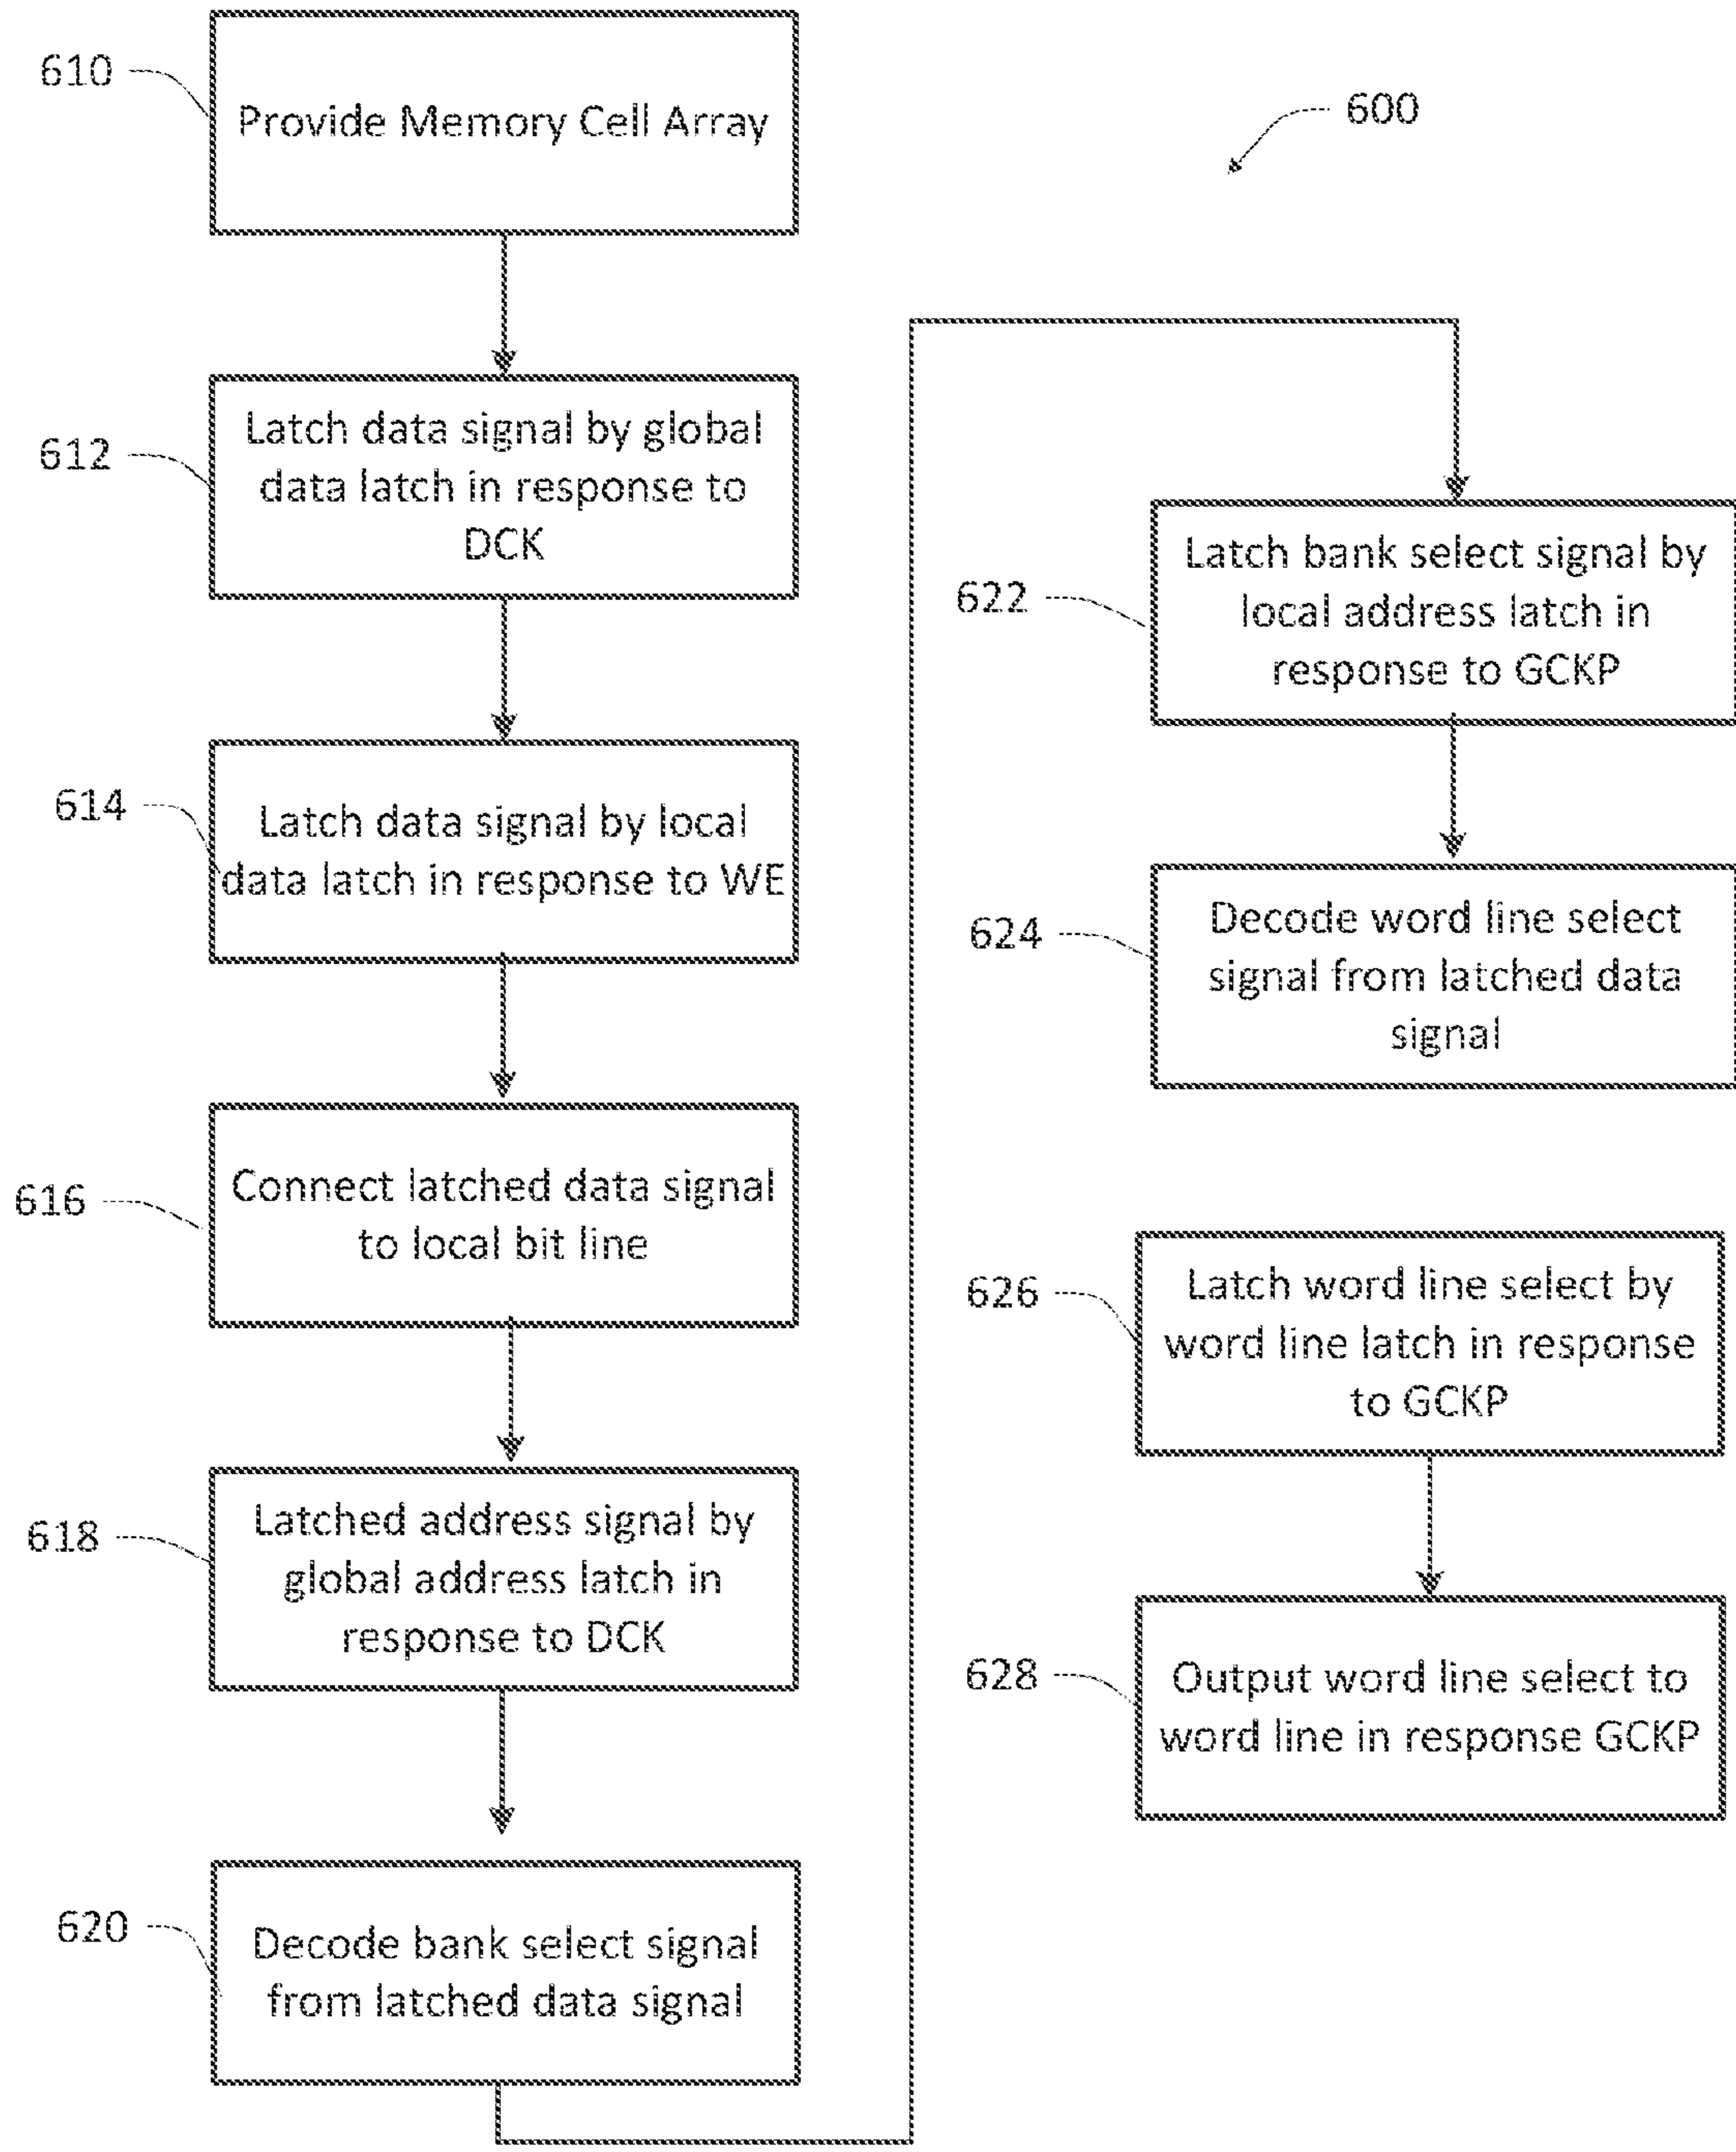 610
Provide Memory Cell Array
600
612
Latch data signal by global
data latch in response to
DCK
614
Latch data signal by local
data latch in response to WE
616
Connect latched data signal
to local bit line
618
Latched address signal by
global address latch in
response to DCK
620
Decode bank select signal
from latched data signal
622
Latch bank select signal by
local address latch in
response to GCKP
624
Decode word line select
signal from latched data
signal
626
Latch word line select by
word line latch in response
to GCKP
628
Output word line select to
word line in response GCKP